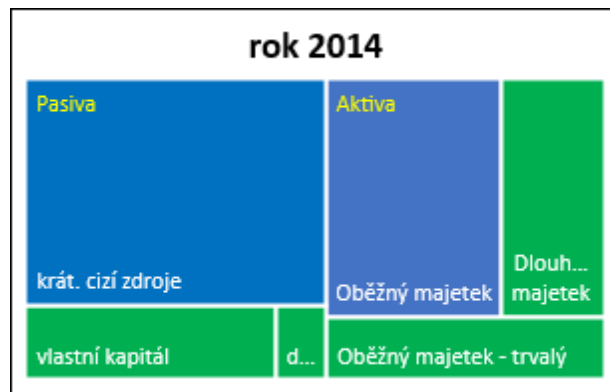 rok 2014
Pasiva
krát. cizí zdroje
vlastní kapitál
d...
Aktiva
Oběžný majetek
Dlouh...
majetek
Oběžný majetek - trvalý